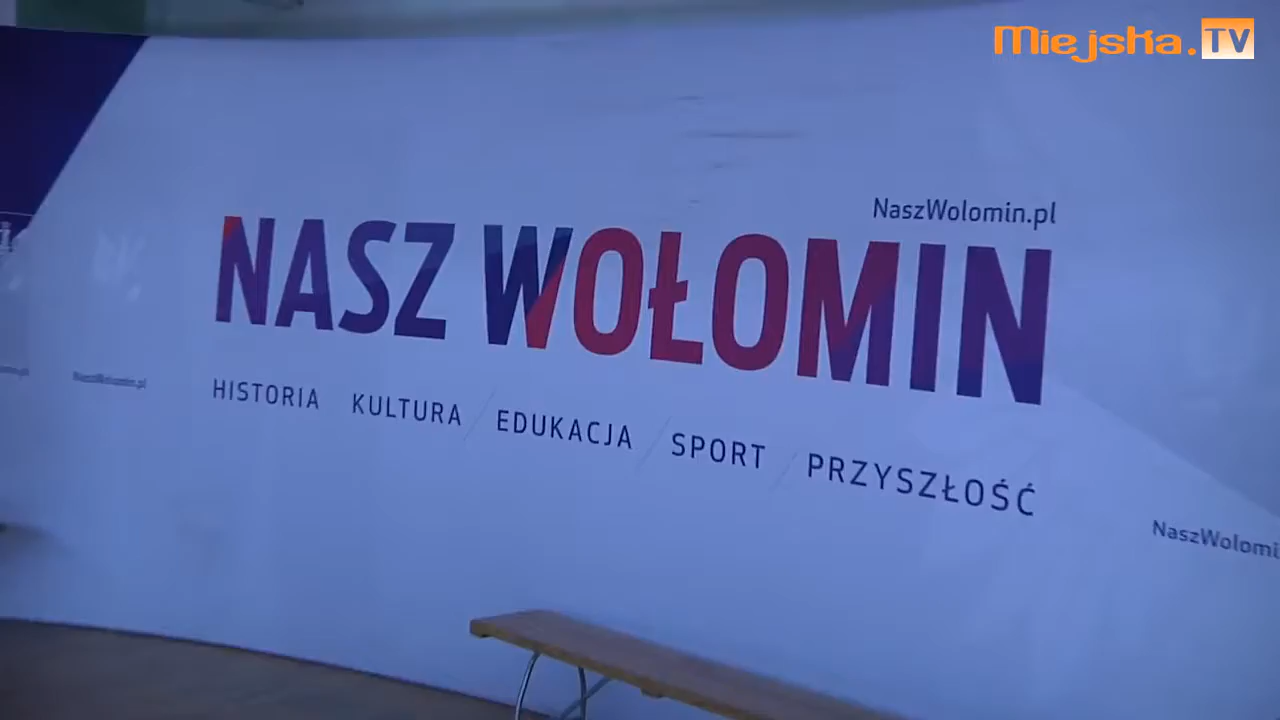 Miejska.TV
NaszWolomin.pl
NASZ WOŁOMIN
HISTORIA KULTURA / EDUKACJA / SPORT / PRZYSZŁOŚĆ
NaszWolomin.pl
NaszWolomi